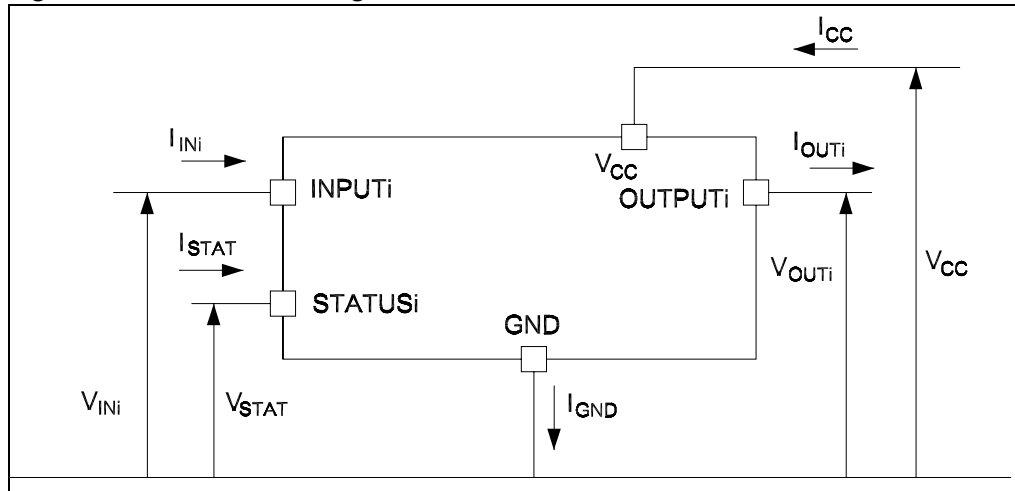 ICC
IINi
VCC
IOUTi
INPUTi
OUTPUTi
ISTAT
VOUTi
VCC
STATUSi
GND
VINi
VSTAT
IGND